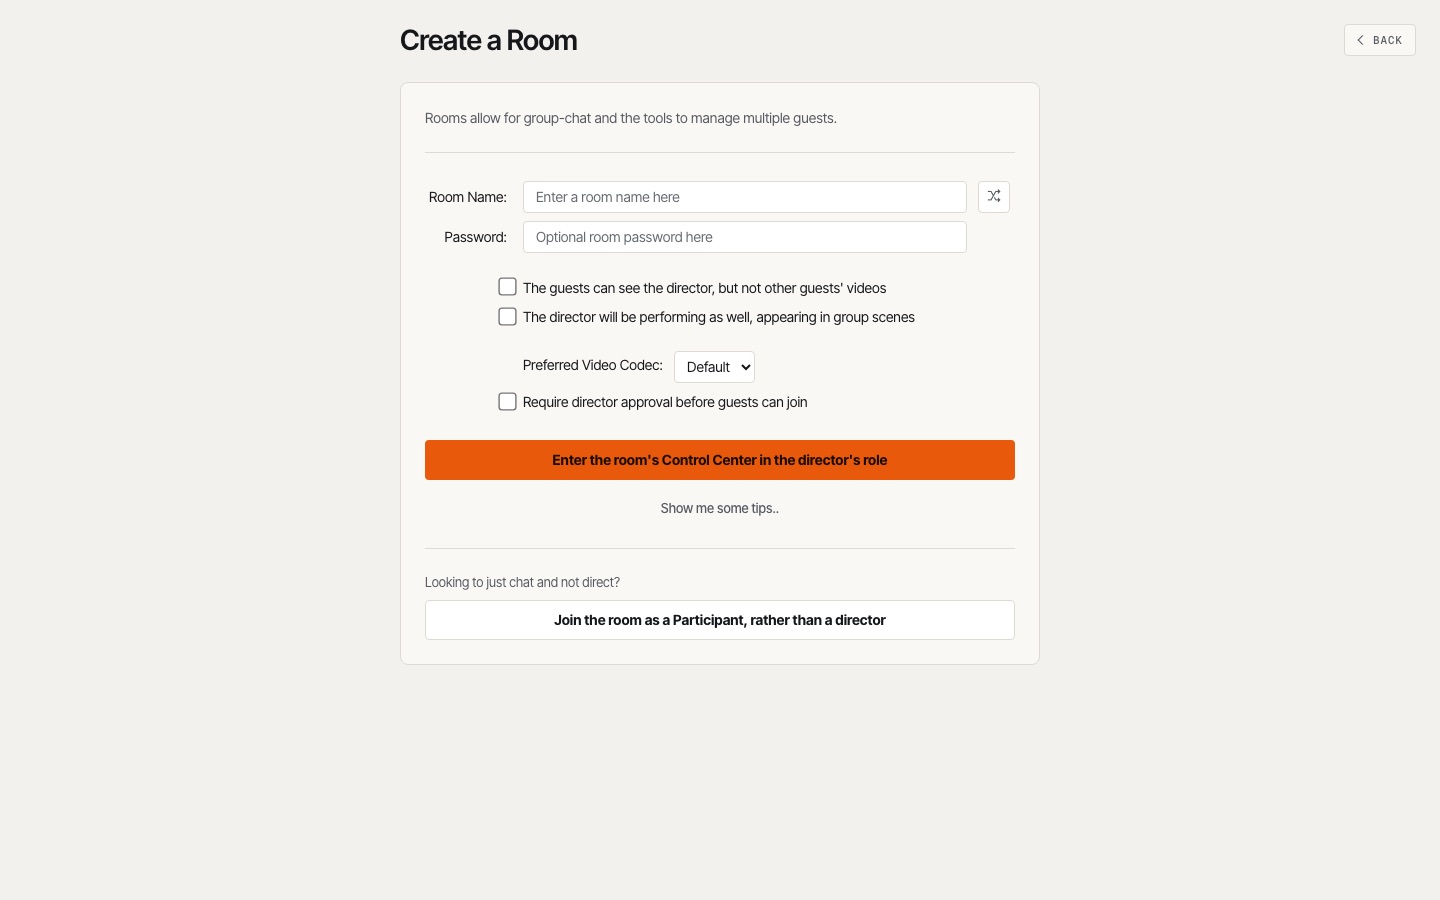 Create a Room
BACK
Rooms allow for group-chat and the tools to manage multiple guests.
Room Name:
Enter a room name here
Password:
Optional room password here
The guests can see the director, but not other guests' videos
The director will be performing as well, appearing in group scenes
Preferred Video Codec:
Default
Require director approval before guests can join
Enter the room's Control Center in the director's role
Show me some tips..
Looking to just chat and not direct?
Join the room as a Participant, rather than a director